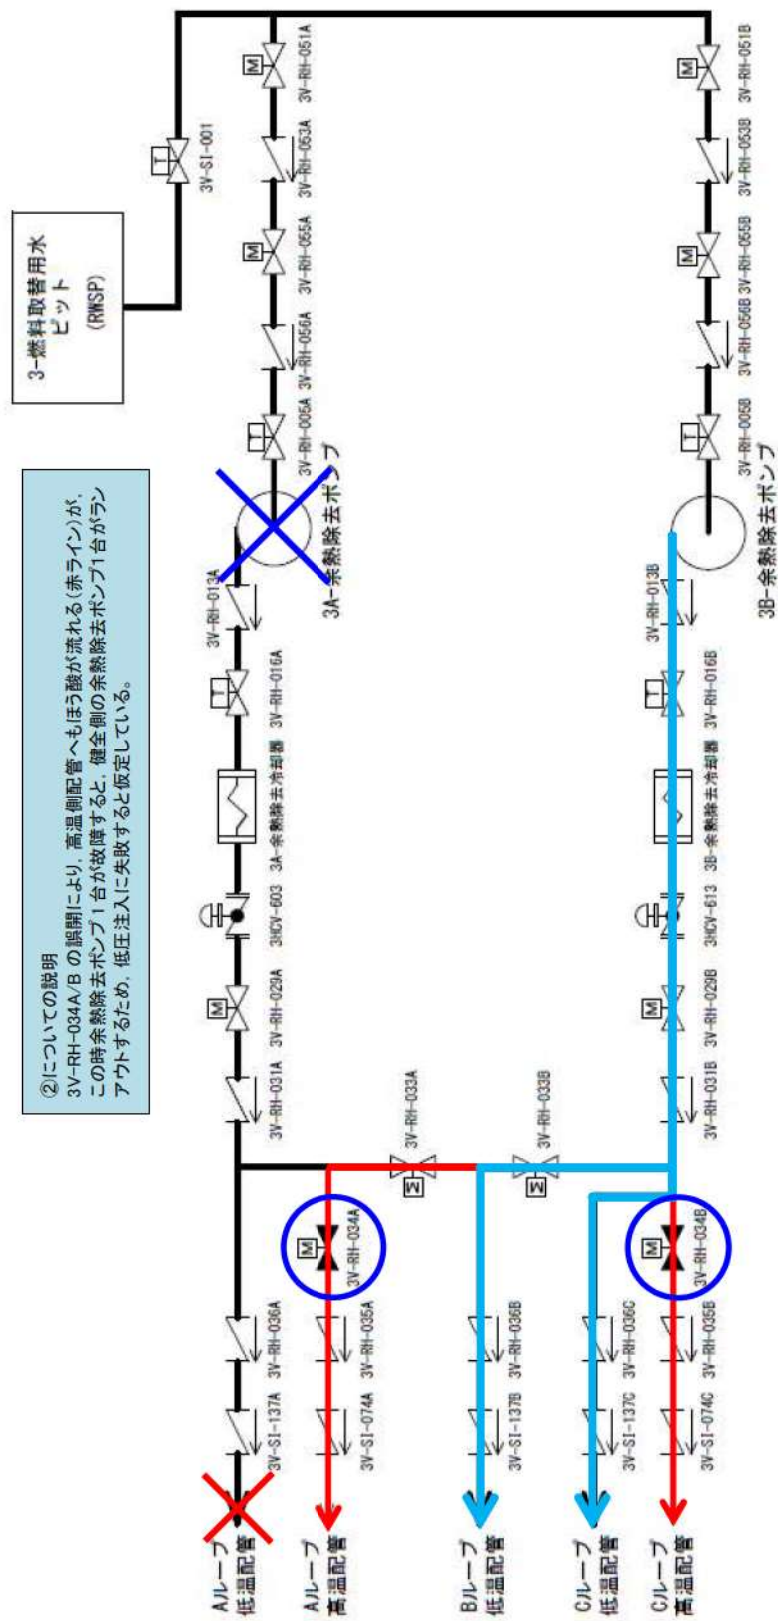 ②についての説明
3V-RH-034A/B の誤開により，高温側配管へもほう酸が流れる(赤ライン)が，
この時余熱除去ポンプ１台が故障すると，健全側の余熱除去ポンプ1台がラン
アウトするため，低圧注入に失敗すると仮定している。
3-燃料取替用水
ピット
(RWSP)
T
3V-SI-001
M
3V-RH-051A
3V-RH-053A
M
3V-RH-055A
3V-RH-056A
T
3V-RH-005A
3A-余熱除去ポンプ
3V-RH-013A
T
3V-RH-016A
3A-余熱除去冷却器
3HCV-603
M
3V-RH-029A
3V-RH-031A
M
3V-RH-033A
M
3V-RH-033B
3V-RH-036A
3V-SI-137A
Aループ
低温配管
M
3V-RH-034A
3V-RH-035A
3V-SI-074A
Aループ
高温配管
3V-RH-036B
3V-SI-137B
Bループ
低温配管
3V-RH-036C
3V-SI-137C
Cループ
低温配管
M
3V-RH-034B
3V-RH-035B
3V-SI-074C
Cループ
高温配管
M
3V-RH-051B
3V-RH-053B
M
3V-RH-055B
3V-RH-056B
T
3V-RH-005B
3B-余熱除去ポンプ
3V-RH-013B
T
3V-RH-016B
3B-余熱除去冷却器
3HCV-613
M
3V-RH-029B
3V-RH-031B